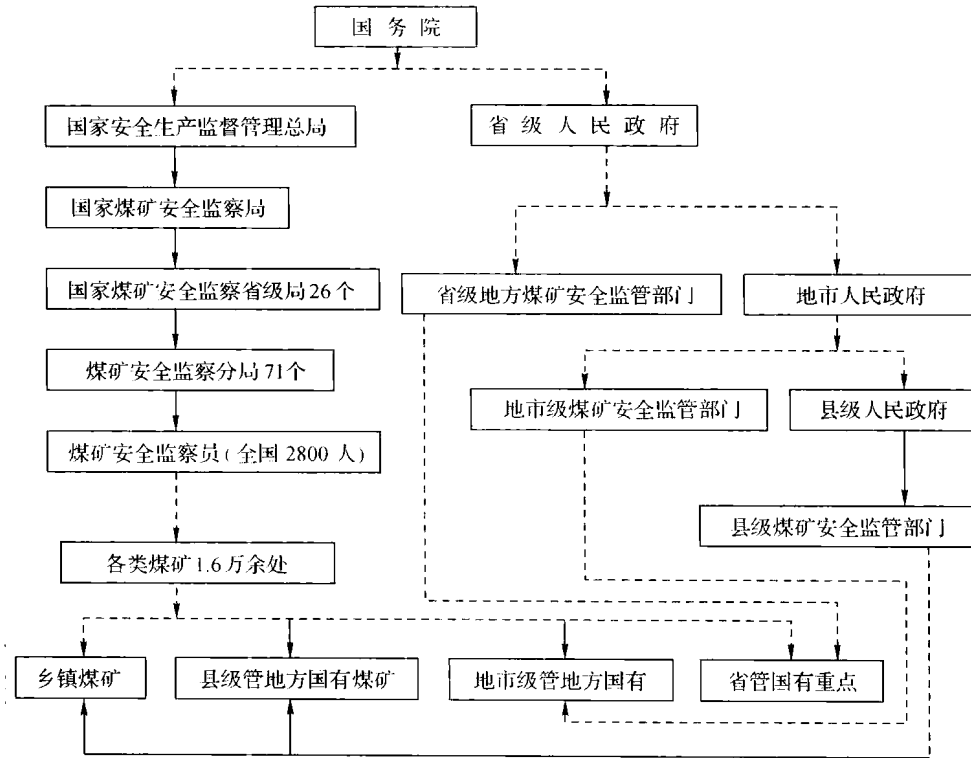 国务院
国家安全生产监督管理总局
省级人民政府
国家煤矿安全监察局
国家煤矿安全监察省级局26个
省级地方煤矿安全监管部门
地市人民政府
煤矿安全监察分局71个
地市级煤矿安全监管部门
县级人民政府
煤矿安全监察员(全国2800人)
县级煤矿安全监管部门
各类煤矿1.6万余处
乡镇煤矿
县级管地方国有煤矿
地市级管地方国有
省管国有重点